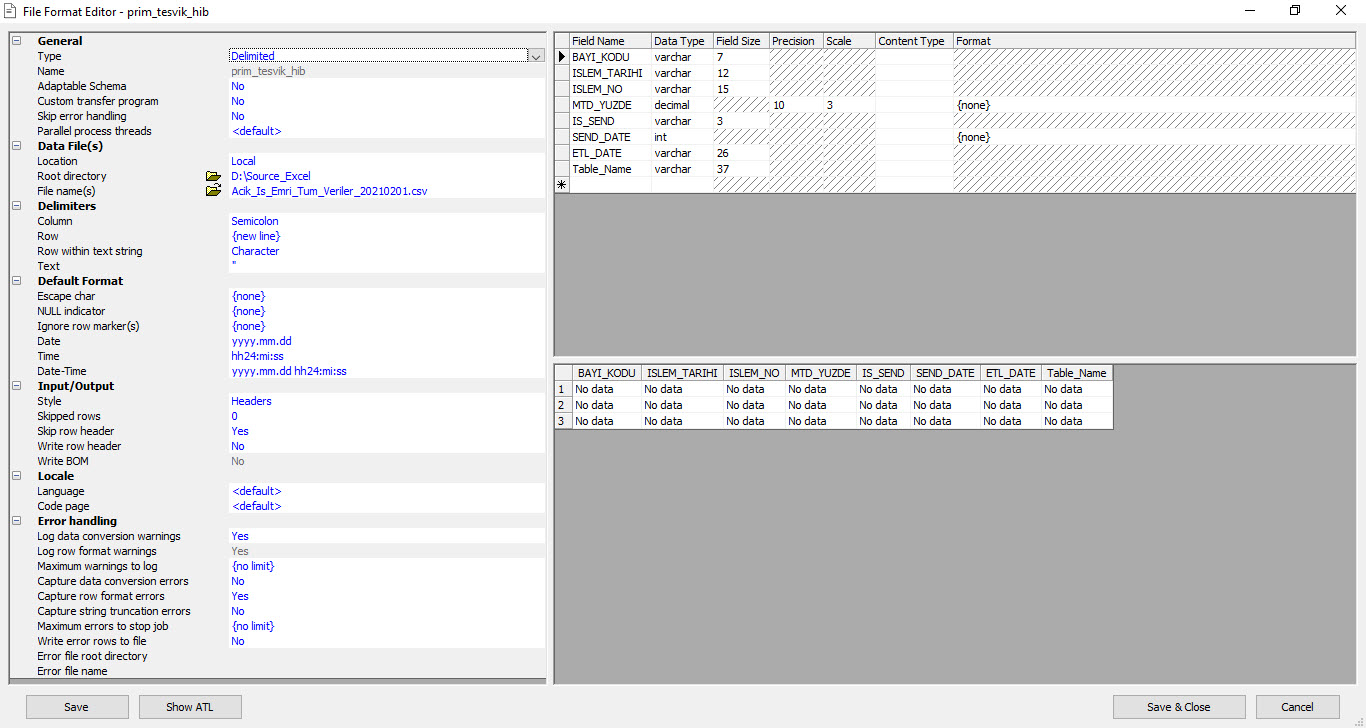 File Format Editor - prim_tesvik_hib
General
Type Delimited
Name prim_tesvik_hib
Adaptable Schema No
Custom transfer program No
Skip error handling No
Parallel process threads <default>
Data File(s)
Location Local
Root directory D:\Source_Excel
File name(s) Acik_Is_Emri_Tum_Veriler_20210201.csv
Delimiters
Column Semicolon
Row {new line}
Row within text string Character
Text "
Default Format
Escape char {none}
NULL indicator {none}
Ignore row marker(s) {none}
Date yyyy.mm.dd
Time hh24:mi:ss
Date-Time yyyy.mm.dd hh24:mi:ss
Input/Output
Style Headers
Skipped rows 0
Skip row header Yes
Write row header No
Write BOM No
Locale
Language <default>
Code page <default>
Error handling
Log data conversion warnings Yes
Log row format warnings Yes
Maximum warnings to log {no limit}
Capture data conversion errors No
Capture row format errors Yes
Capture string truncation errors No
Maximum errors to stop job {no limit}
Write error rows to file No
Error file root directory
Error file name
Field Name Data Type Field Size Precision Scale Content Type Format
BAYI_KODU varchar 7
ISLEM_TARIHI varchar 12
ISLEM_NO varchar 15
MTD_YUZDE decimal 10 3 {none}
IS_SEND varchar 3
SEND_DATE int {none}
ETL_DATE varchar 26
Table_Name varchar 37
BAYI_KODU ISLEM_TARIHI ISLEM_NO MTD_YUZDE IS_SEND SEND_DATE ETL_DATE Table_Name
1 No data No data No data No data No data No data No data No data
2 No data No data No data No data No data No data No data No data
3 No data No data No data No data No data No data No data No data
Save Show ATL Save & Close Cancel